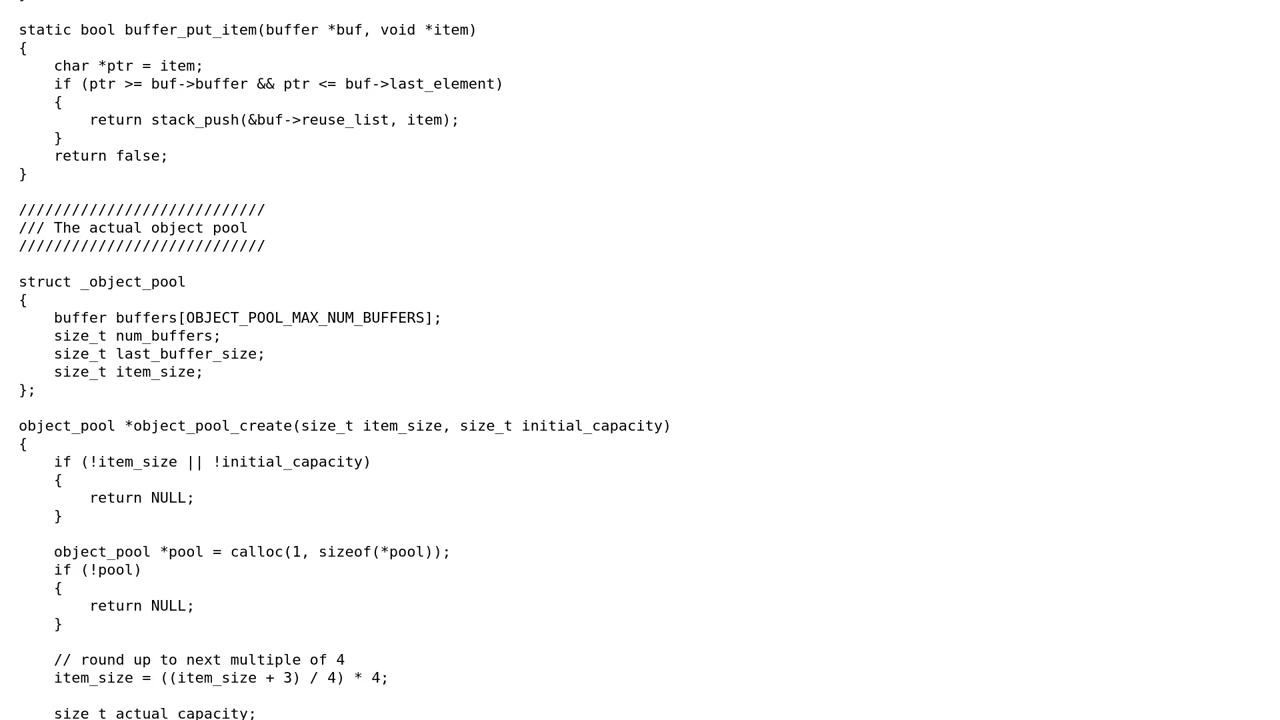 static bool buffer_put_item(buffer *buf, void *item)
{
    char *ptr = item;
    if (ptr >= buf->buffer && ptr <= buf->last_element)
    {
        return stack_push(&buf->reuse_list, item);
    }
    return false;
}

////////////////////////////
/// The actual object pool
////////////////////////////

struct _object_pool
{
    buffer buffers[OBJECT_POOL_MAX_NUM_BUFFERS];
    size_t num_buffers;
    size_t last_buffer_size;
    size_t item_size;
};

object_pool *object_pool_create(size_t item_size, size_t initial_capacity)
{
    if (!item_size || !initial_capacity)
    {
        return NULL;
    }

    object_pool *pool = calloc(1, sizeof(*pool));
    if (!pool)
    {
        return NULL;
    }

    // round up to next multiple of 4
    item_size = ((item_size + 3) / 4) * 4;

    size_t actual_capacity;